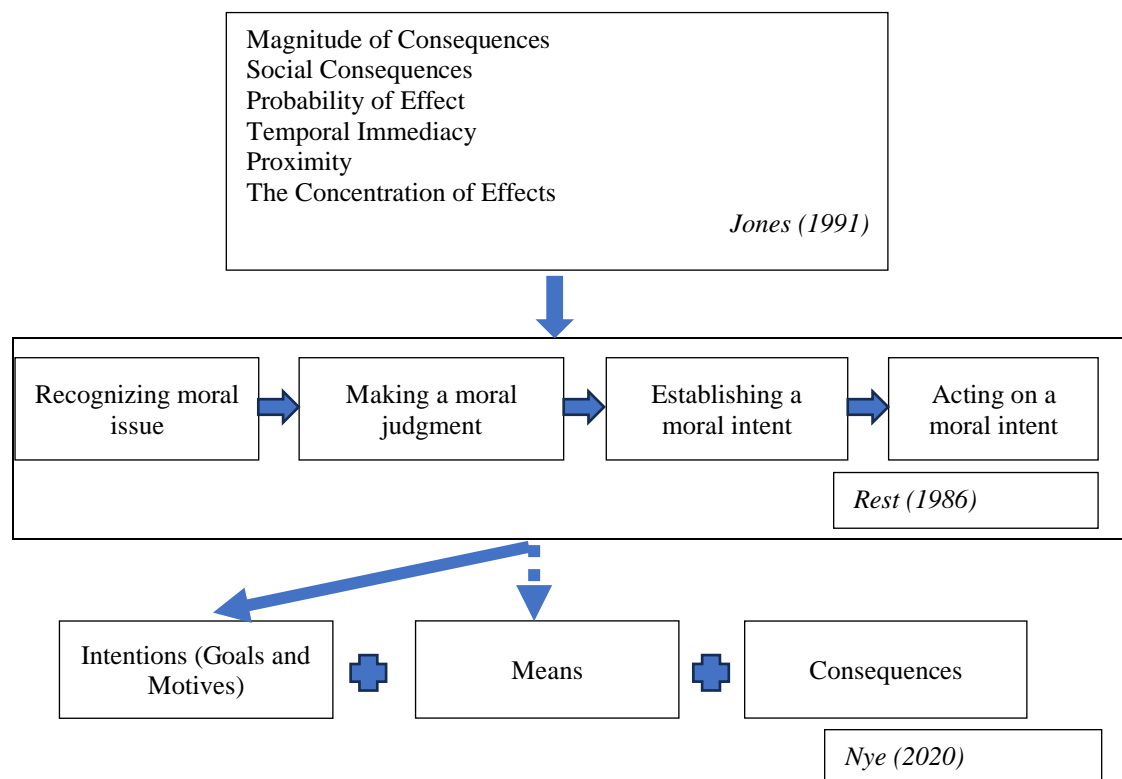 Magnitude of Consequences
Social Consequences
Probability of Effect
Temporal Immediacy
Proximity
The Concentration of Effects
Jones (1991)
Recognizing moral
issue
Making a moral
judgment
Establishing a
moral intent
Acting on a
moral intent
Rest (1986)
Intentions (Goals and
Motives)
Means
Consequences
Nye (2020)